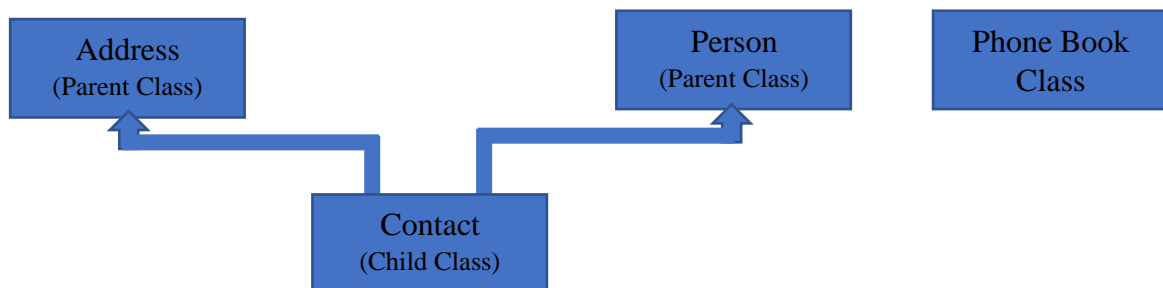 Address
(Parent Class)
Person
(Parent Class)
Phone Book
Class
Contact
(Child Class)